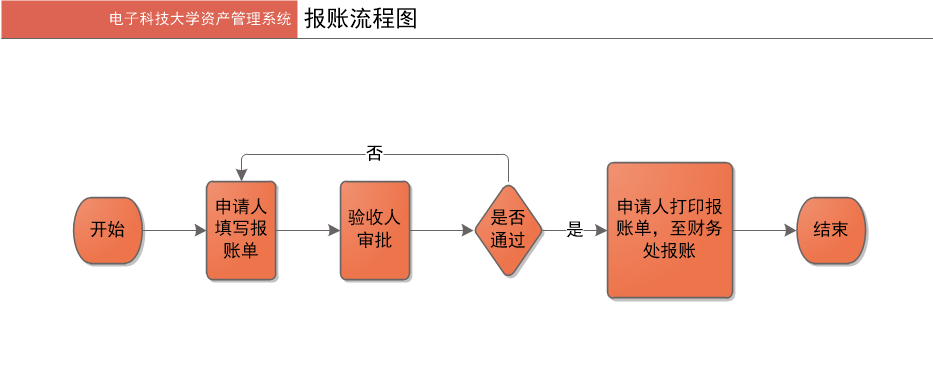 电子科技大学资产管理系统
报账流程图
否
开始
申请人
填写报
账单
验收人
审批
是否
通过
是
申请人打印报
账单，至财务
处报账
结束